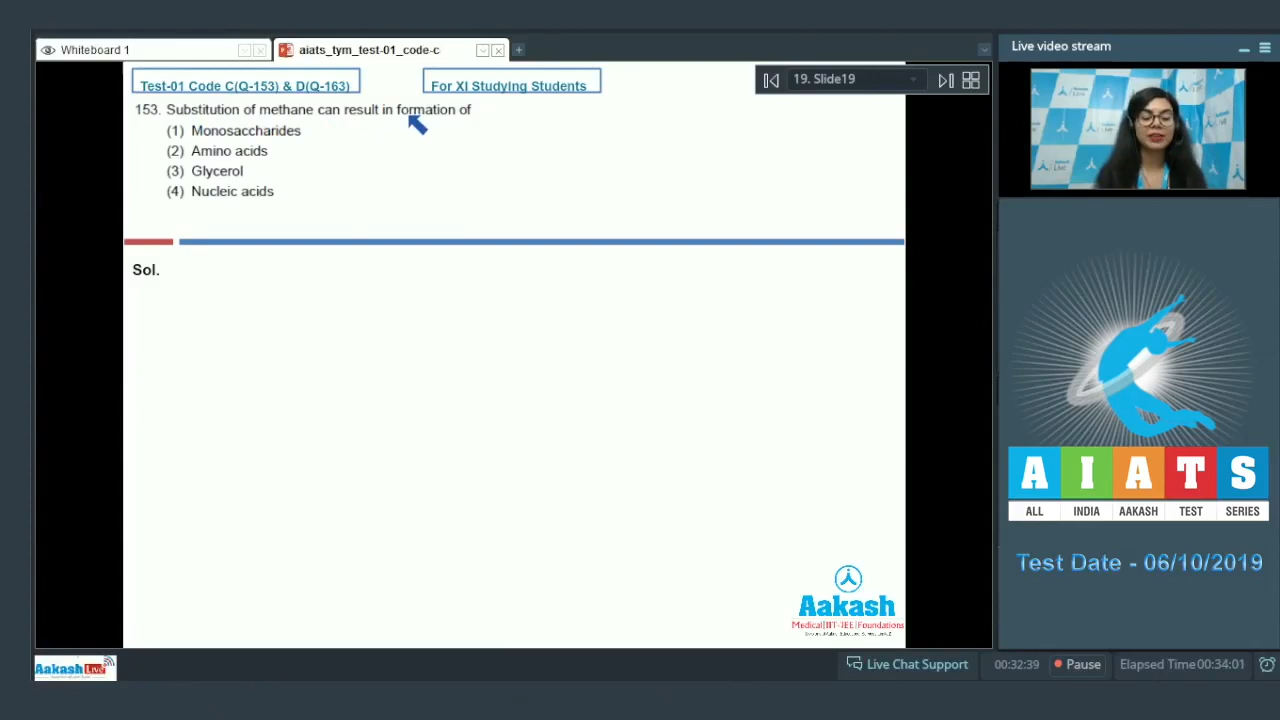 Whiteboard 1
aiats_tym_test-01_code-c
Live video stream
Test-01 Code C(Q-153) & D(Q-163)
For XI Studying Students
19. Slide19
153. Substitution of methane can result in formation of
(1) Monosaccharides
(2) Amino acids
(3) Glycerol
(4) Nucleic acids
Sol.
A I A T S
ALL INDIA AAKASH TEST SERIES
Test Date - 06/10/2019
Aakash
Medical|IIT-JEE|Foundations
Aakash Live
Live Chat Support
00:32:39
Pause
Elapsed Time 00:34:01